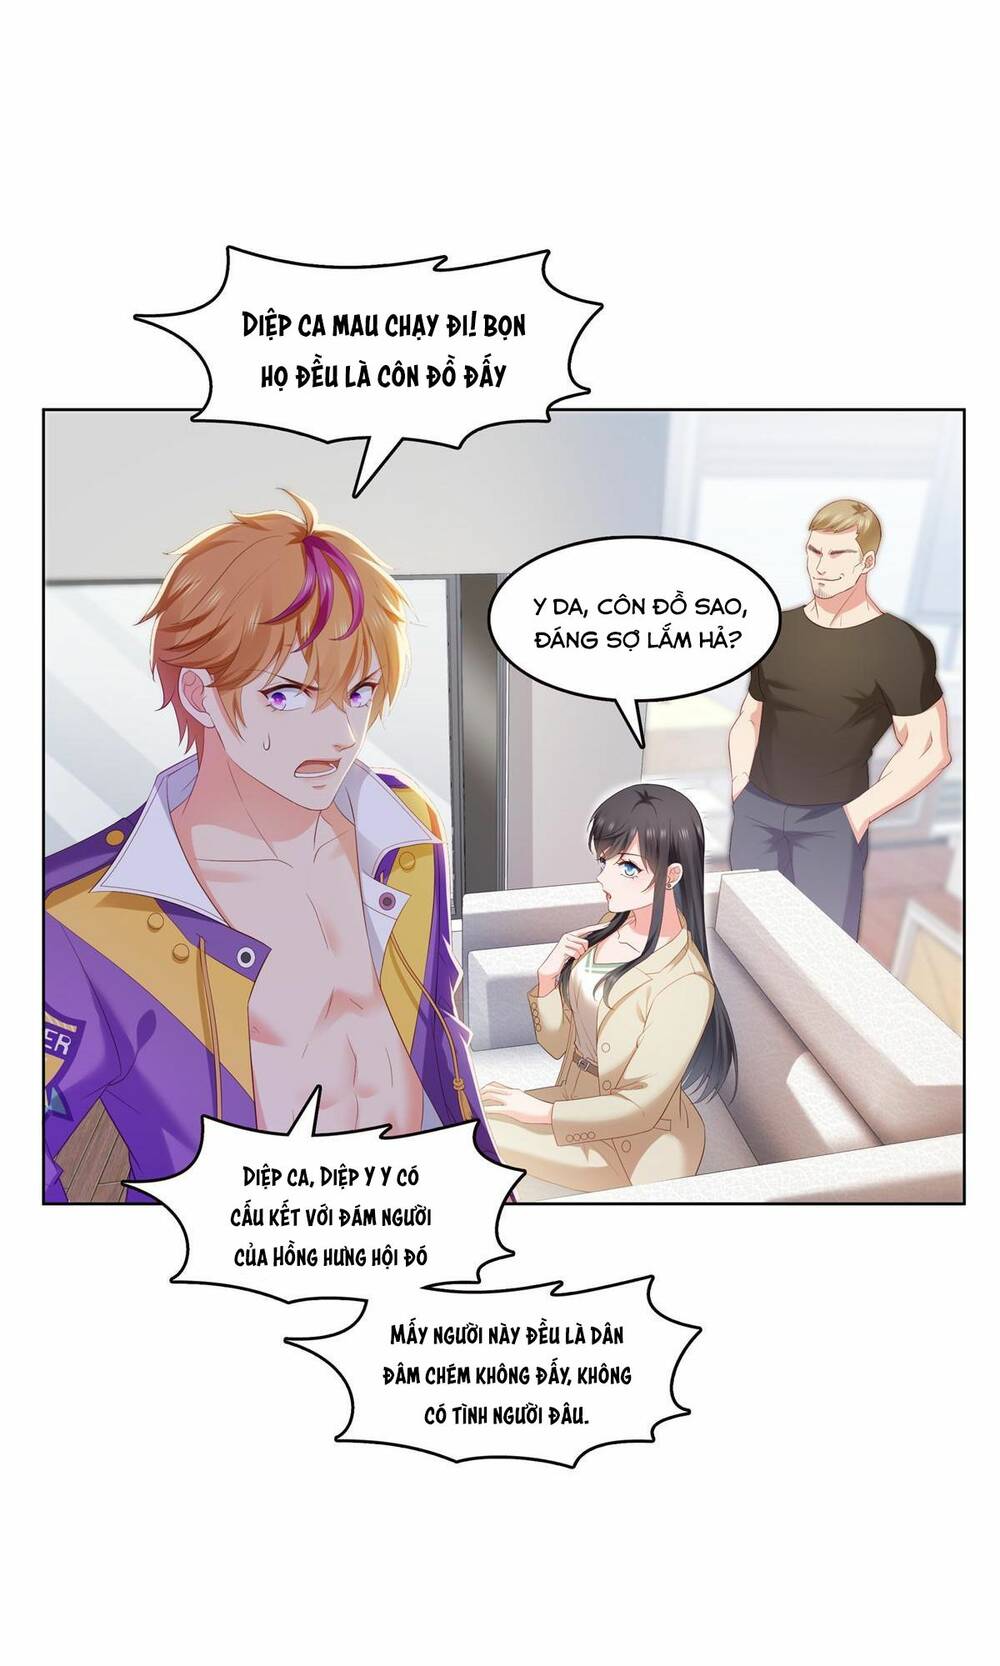 Diệp ca mau chạy đi! Bọn
họ đều là côn đồ đấy
Y da, côn đồ sao,
đáng sợ lắm hả?
ER
Diệp ca, Diệp Y Y có
cấu kết với đám người
của Hồng Hưng hội đó
Mấy người này đều là dân
đâm chém không đấy, không
có tình người đâu.